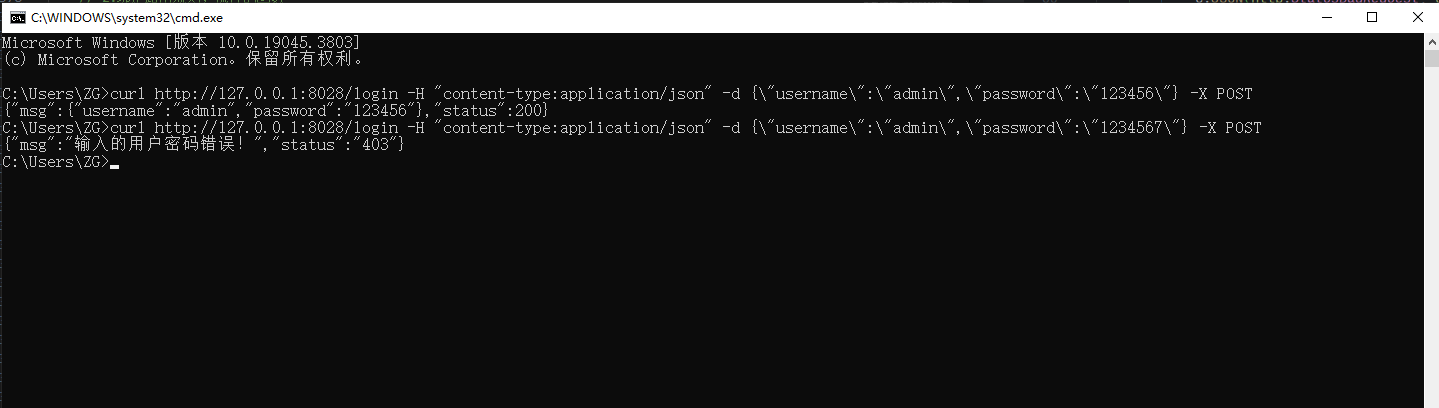 C:\WINDOWS\system32\cmd.exe
Microsoft Windows [版本 10.0.19045.3803]
(c) Microsoft Corporation。保留所有权利。
C:\Users\ZG>curl http://127.0.0.1:8028/login -H "content-type:application/json" -d {\"username\":\"admin\",\"password\":\"123456\"} -X POST
{"msg":{"username":"admin","password":"123456"},"status":200}
C:\Users\ZG>curl http://127.0.0.1:8028/login -H "content-type:application/json" -d {\"username\":\"admin\",\"password\":\"1234567\"} -X POST
{"msg":"输入的用户密码错误！","status":"403"}
C:\Users\ZG>